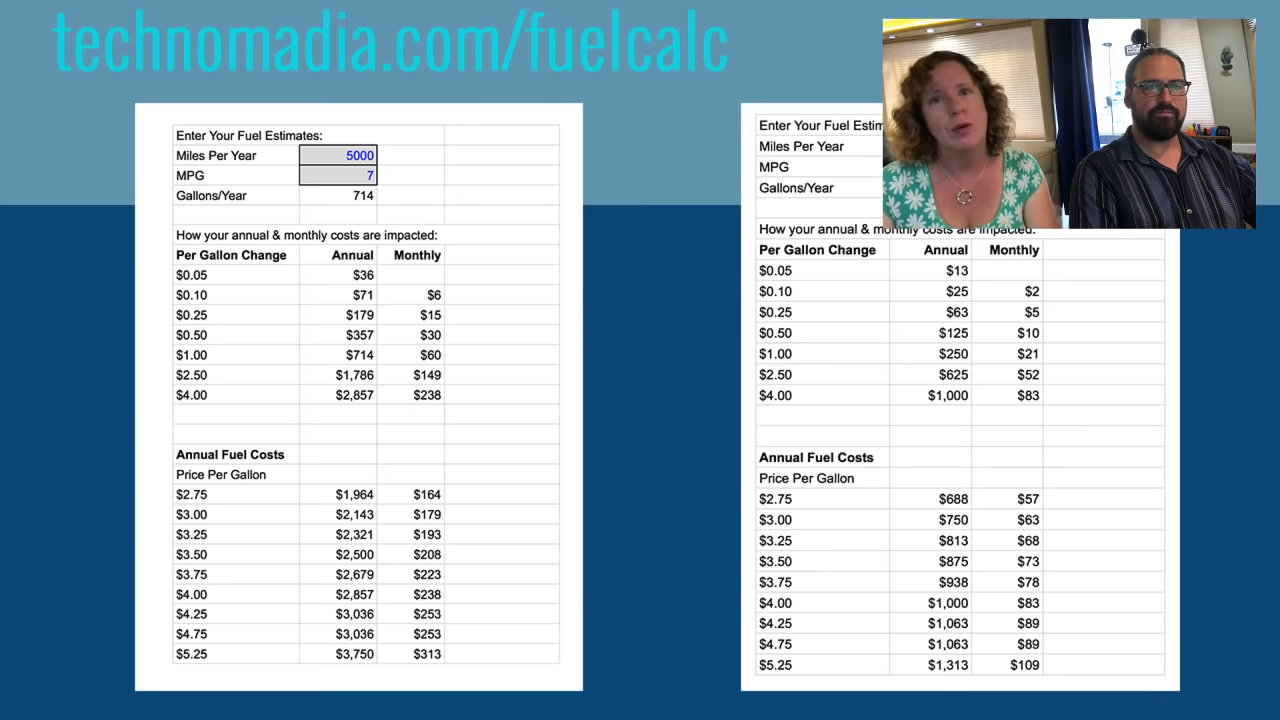 technomadia.com/fuelcalc
Enter Your Fuel Estimates:
Miles Per Year 5000
MPG 7
Gallons/Year 714
How your annual & monthly costs are impacted:
Per Gallon Change Annual Monthly
$0.05 $36
$0.10 $71 $6
$0.25 $179 $15
$0.50 $357 $30
$1.00 $714 $60
$2.50 $1,786 $149
$4.00 $2,857 $238
Annual Fuel Costs
Price Per Gallon
$2.75 $1,964 $164
$3.00 $2,143 $179
$3.25 $2,321 $193
$3.50 $2,500 $208
$3.75 $2,679 $223
$4.00 $2,857 $238
$4.25 $3,036 $253
$4.75 $3,036 $253
$5.25 $3,750 $313
Enter Your Fuel Estim
Miles Per Year
MPG
Gallons/Year
How your annual & monthly costs are impacted:
Per Gallon Change Annual Monthly
$0.05 $13
$0.10 $25 $2
$0.25 $63 $5
$0.50 $125 $10
$1.00 $250 $21
$2.50 $625 $52
$4.00 $1,000 $83
Annual Fuel Costs
Price Per Gallon
$2.75 $688 $57
$3.00 $750 $63
$3.25 $813 $68
$3.50 $875 $73
$3.75 $938 $78
$4.00 $1,000 $83
$4.25 $1,063 $89
$4.75 $1,063 $89
$5.25 $1,313 $109